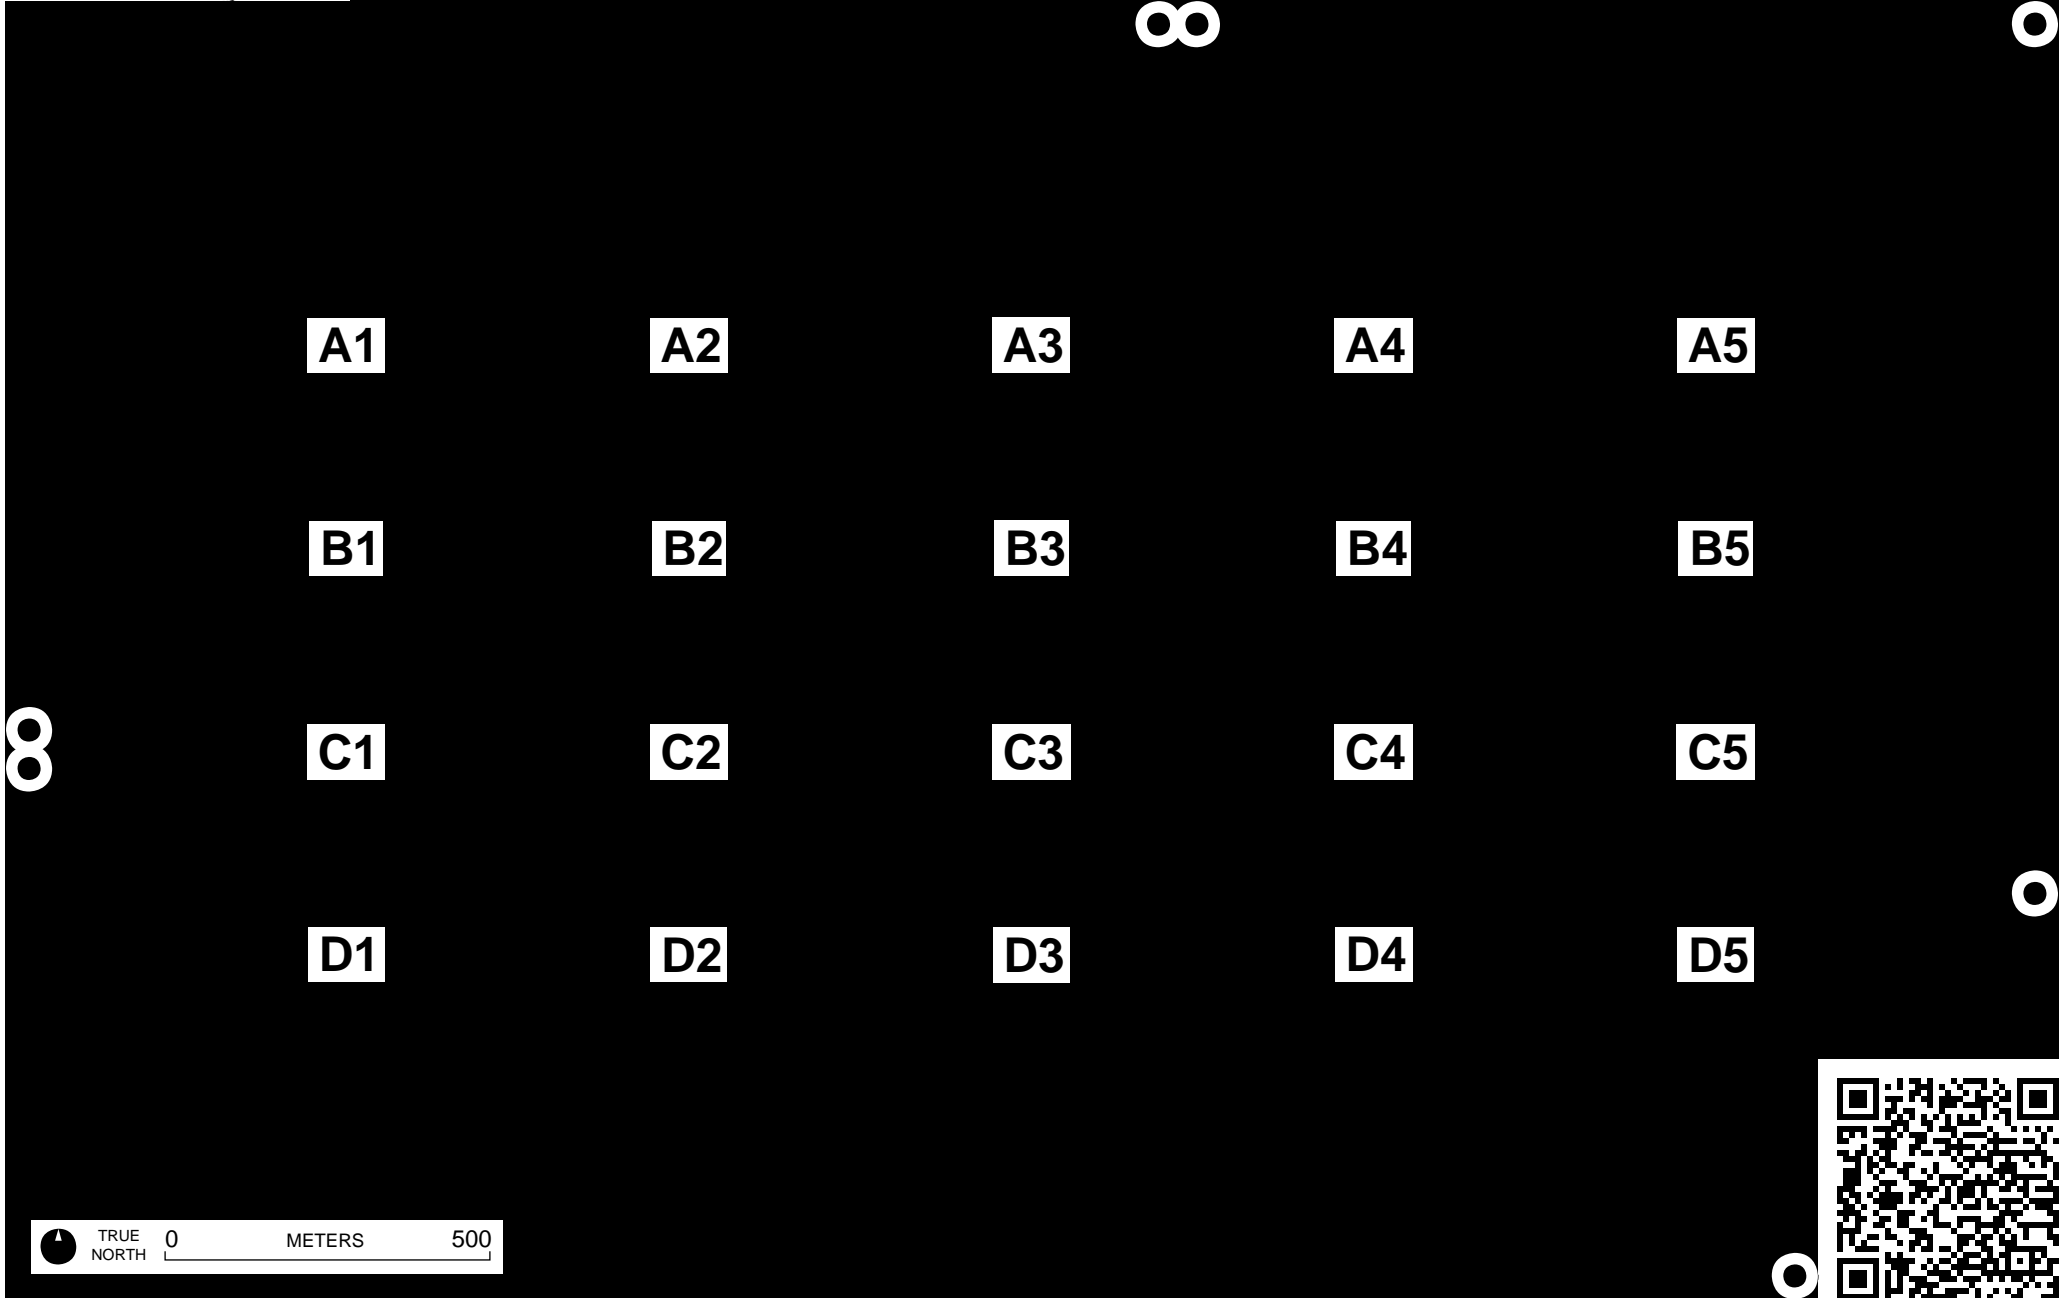 A1 A2 A3 A4 A5
B1 B2 B3 B4 B5
C1 C2 C3 C4 C5
D1 D2 D3 D4 D5
TRUE NORTH
0 METERS 500